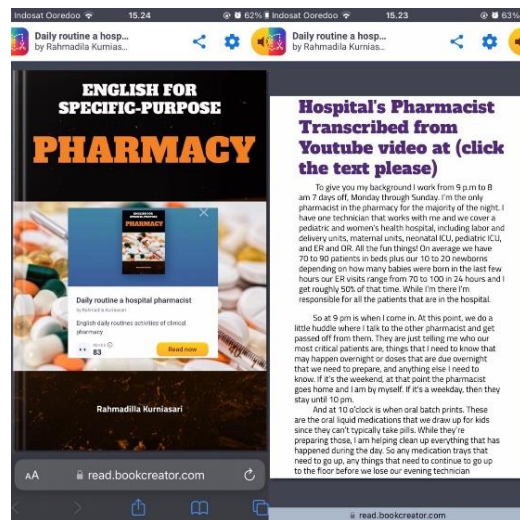 Indosat Ooredoo 15.24 62%
Daily routine a hosp...
by Rahmadila Kurnias..
ENGLISH FOR
SPECIFIC-PURPOSE
PHARMACY
ENGLISH FOR
SPECIFIC-PURPOSE
PHARMACY
Daily routine a hospital pharmacist
by Rahmadilla Kurniasari
English daily routines activities of clinical
pharmacy
83
Read now
Rahmadilla Kurniasari
AA read.bookcreator.com
Indosat Ooredoo 15.23 63%
Daily routine a hosp...
by Rahmadila Kurnias..
Hospital's Pharmacist
Transcribed from
Youtube video at (click
the text please)
To give you my background I work from 9 p.m to 8
am 7 days off, Monday through Sunday. I'm the only
pharmacist in the pharmacy for the majority of the night. I
have one technician that works with me and we cover a
pediatric and women's health hospital, including labor and
delivery units, maternal units, neonatal ICU, pediatric ICU,
and ER and OR. All the fun things! On average we have
70 to 90 patients in beds plus our 10 to 20 newborns
depending on how many babies were born in the last few
hours our ER visits range from 70 to 100 in 24 hours and I
get roughly 50% of that time. While I'm there I'm
responsible for all the patients that are in the hospital.
So at 9 pm is when I come in. At this point, we do a
little huddle where I talk to the other pharmacist and get
passed off from them. They are just telling me who our
most critical patients are, things I need to know that
may happen overnight or doses that are due overnight
that we need to prepare, and anything else I need to
know. If it's the weekend, at that point the pharmacist
goes home and I am by myself. If it's a weekday, then they
stay until 10 pm.
And at 10 o'clock is when oral batch prints. These
are the oral liquid medications that we draw up for kids
since they can't typically take pills. While they're
preparing those, I am helping clean up everything that has
happened during the day. So any medication trays that
need to go up, any things that need to continue to go up
to the floor before we lose our evening technician
read.bookcreator.com